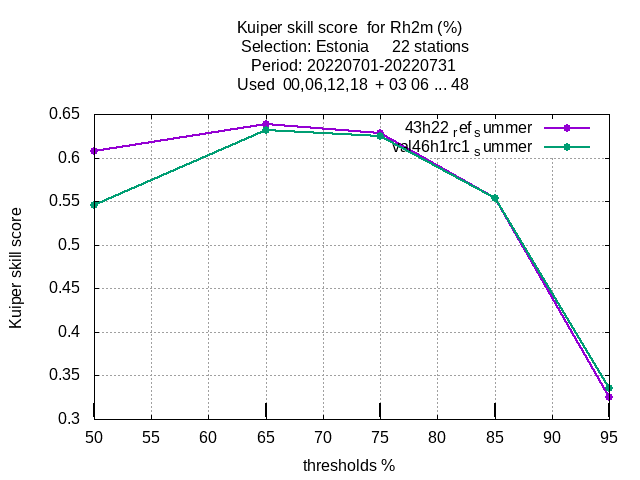 Kuiper skill score  for Rh2m (%)
Selection: Estonia     22 stations
Period: 20220701-20220731
Used  00,06,12,18  + 03 06 ... 48
43h22 ref summer
val46h1rc1 summer
0.65
0.6
0.55
0.5
0.45
0.4
0.35
0.3
Kuiper skill score
50 55 60 65 70 75 80 85 90 95
thresholds %